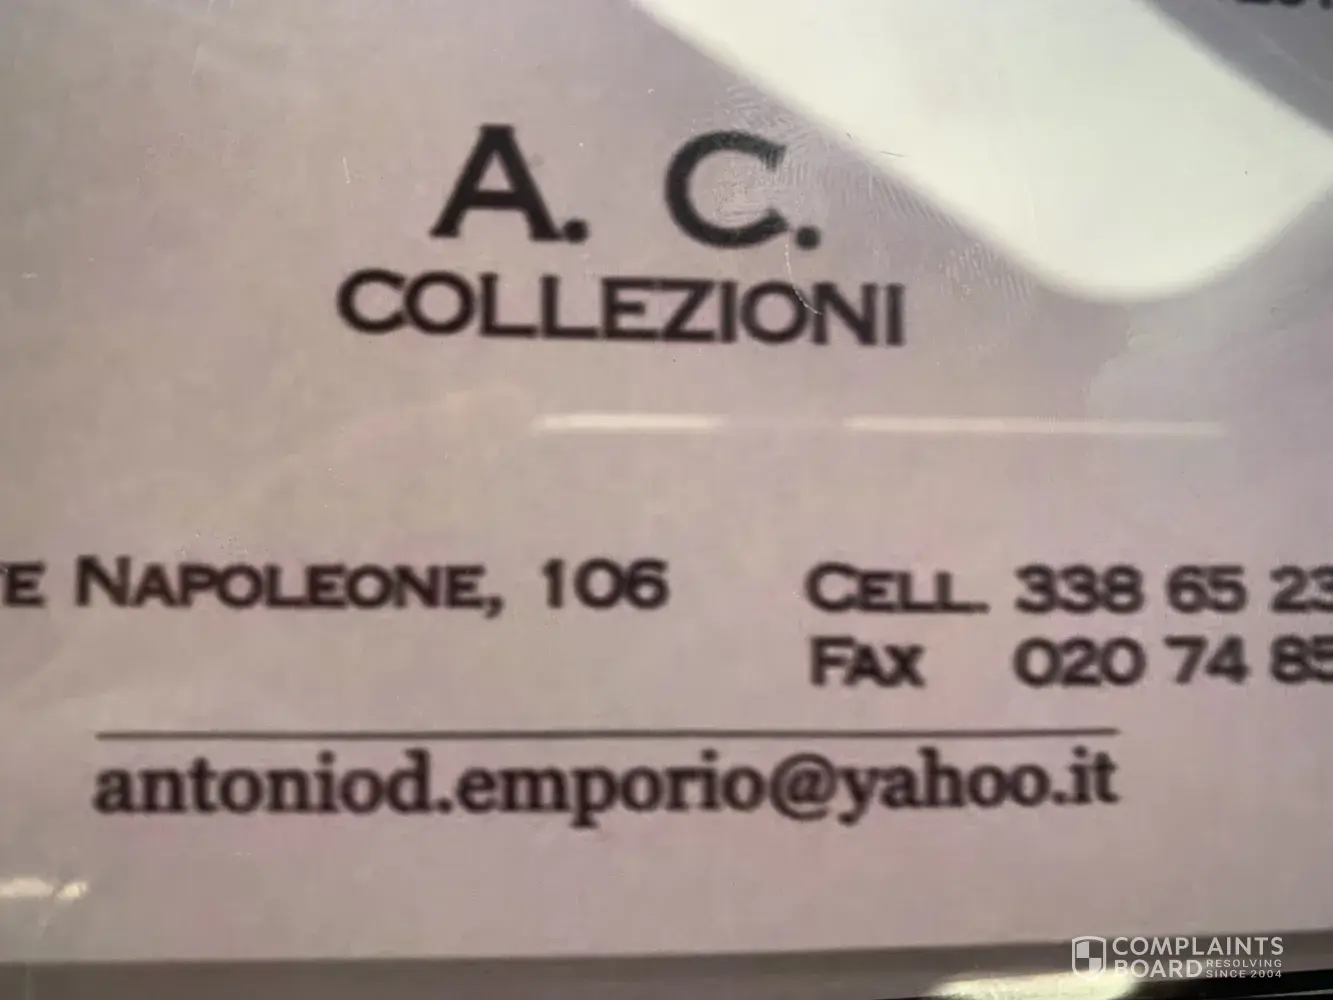 A. C.
COLLEZIONI
E NAPOLEONE, 106
CELL. 338 65 23
FAX 020 74 85
antoniod.emporio@yahoo.it
COMPLAINTS
BOARD RESOLVING SINCE 2004